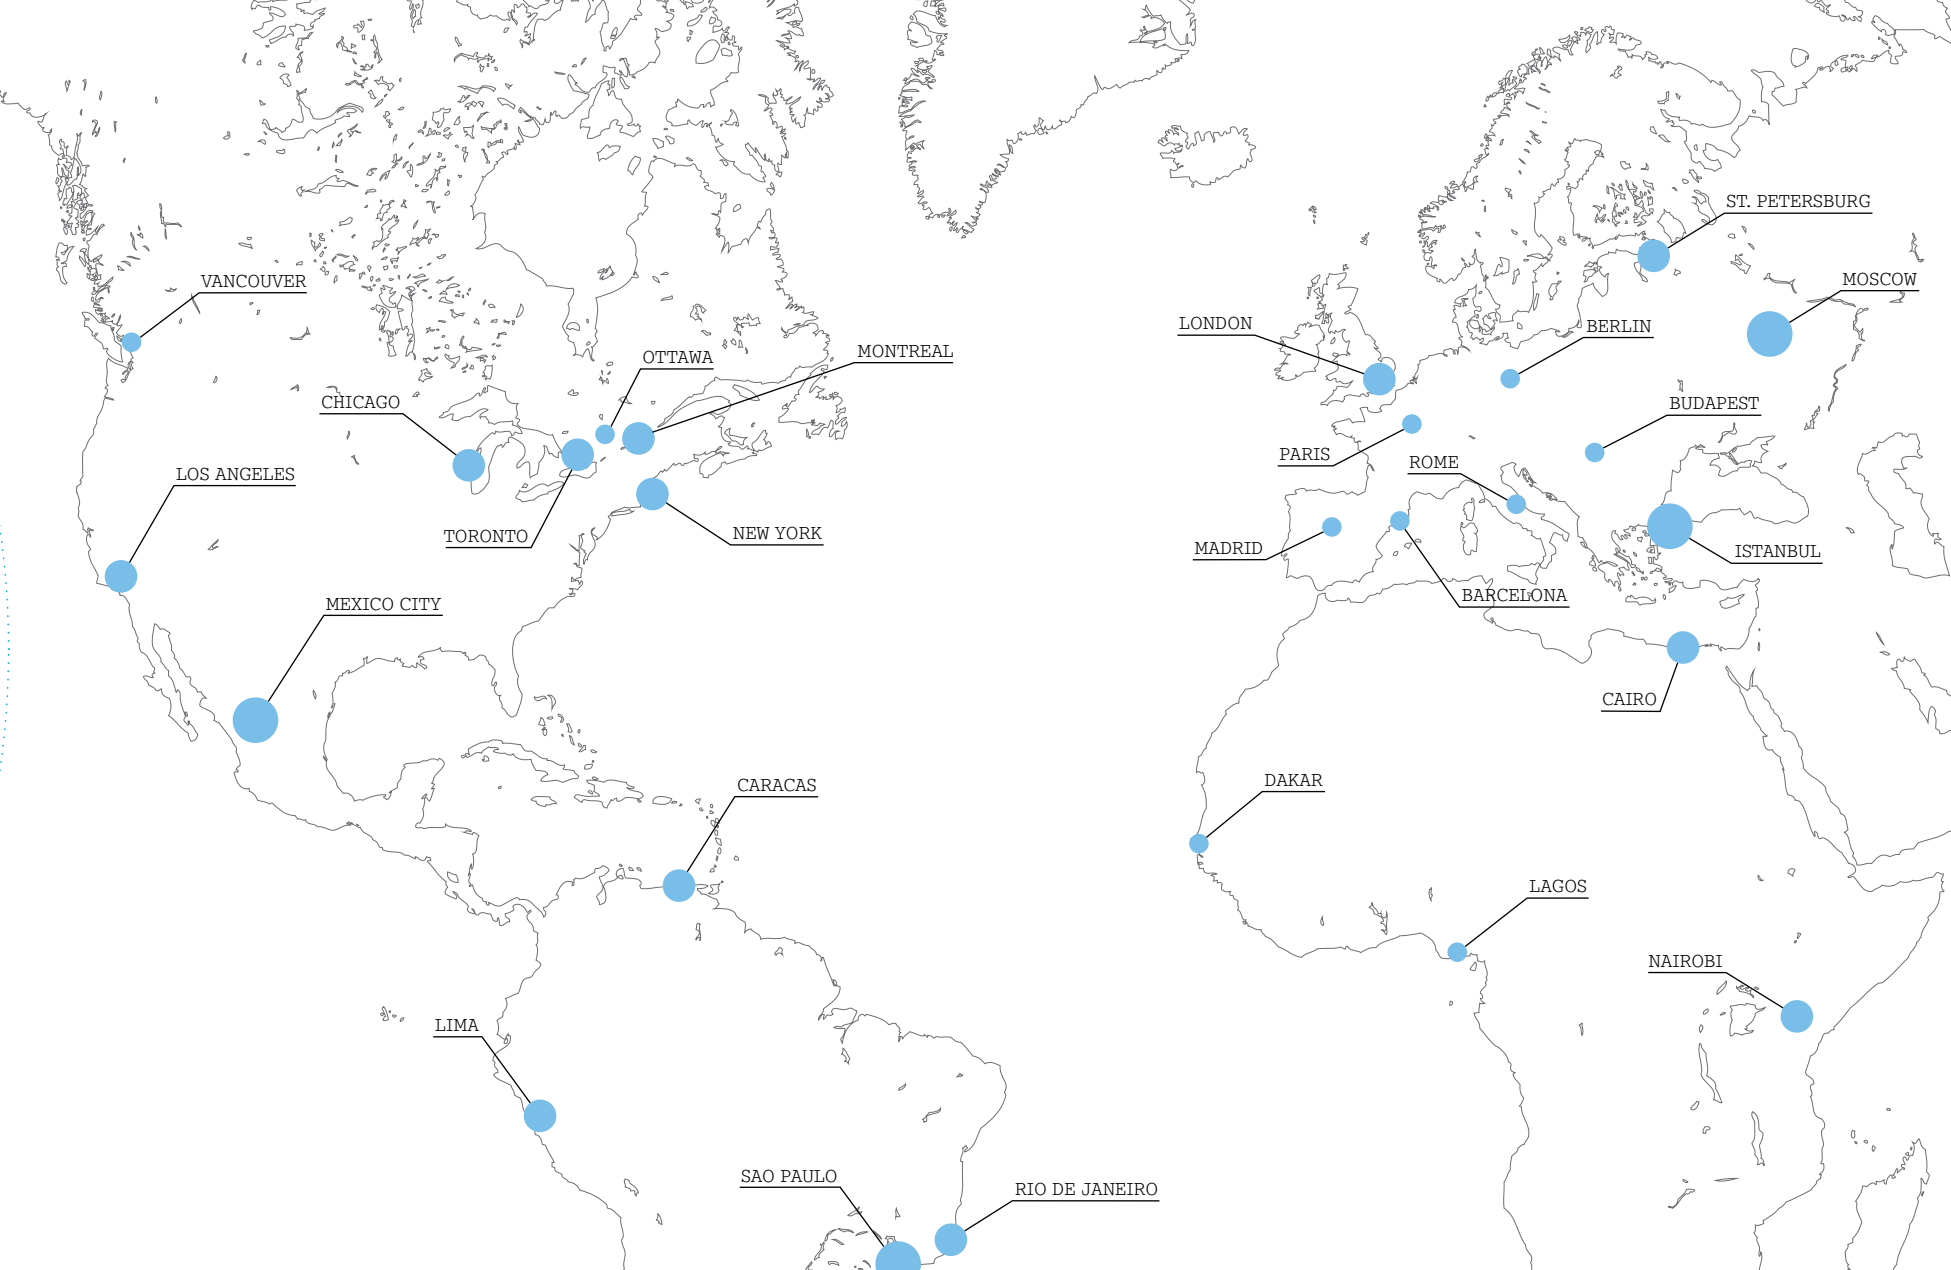 ST. PETERSBURG
VANCOUVER
MOSCOW
LONDON
BERLIN
OTTAWA
MONTREAL
CHICAGO
BUDAPEST
PARIS
ROME
LOS ANGELES
TORONTO
NEW YORK
MADRID
ISTANBUL
BARCELONA
MEXICO CITY
CAIRO
DAKAR
CARACAS
LAGOS
NAIROBI
LIMA
SAO PAULO
RIO DE JANEIRO